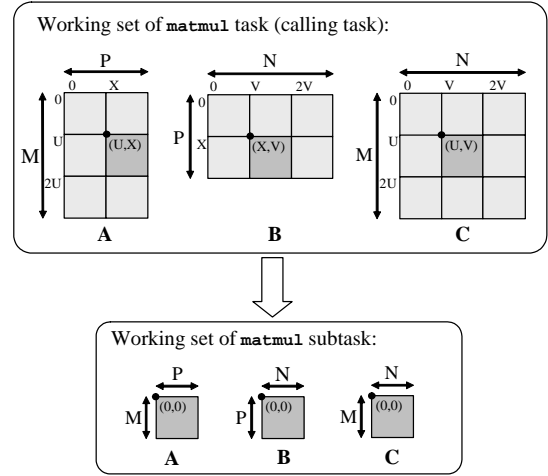 Working set of matmul task (calling task):
P
N
N
0 X
0 V 2V
0 V 2V
0
0
0
M
U
(U,X)
P
X
(X,V)
M
U
(U,V)
2U
2U
A
B
C
Working set of matmul subtask:
P
N
N
M
(0,0)
P
(0,0)
M
(0,0)
A
B
C